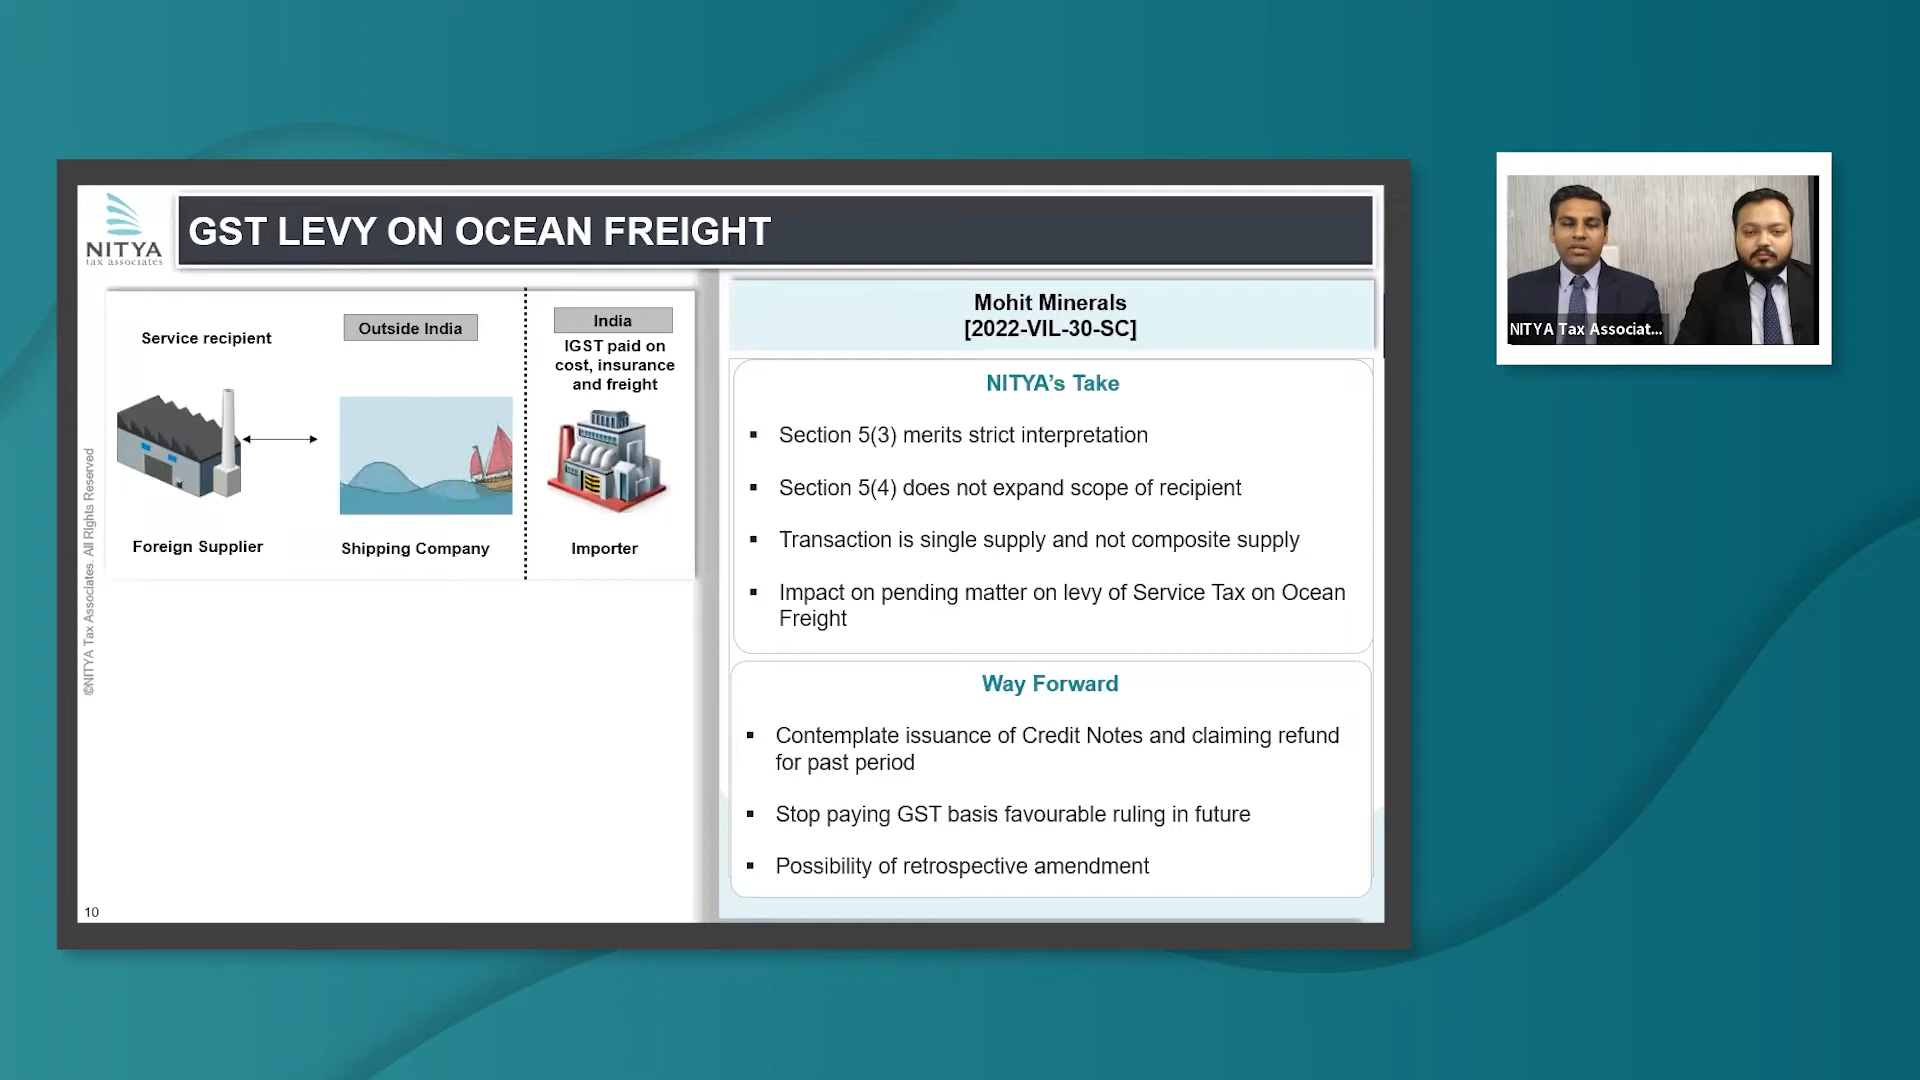 NITYA
tax associates
GST LEVY ON OCEAN FREIGHT
Service recipient
Outside India
India
IGST paid on
cost, insurance
and freight
Foreign Supplier
Shipping Company
Importer
©NITYA Tax Associates. All Rights Reserved
10
Mohit Minerals
[2022-VIL-30-SC]
NITYA's Take
▪ Section 5(3) merits strict interpretation
▪ Section 5(4) does not expand scope of recipient
▪ Transaction is single supply and not composite supply
▪ Impact on pending matter on levy of Service Tax on Ocean
Freight
Way Forward
▪ Contemplate issuance of Credit Notes and claiming refund
for past period
▪ Stop paying GST basis favourable ruling in future
▪ Possibility of retrospective amendment
NITYA Tax Associat...